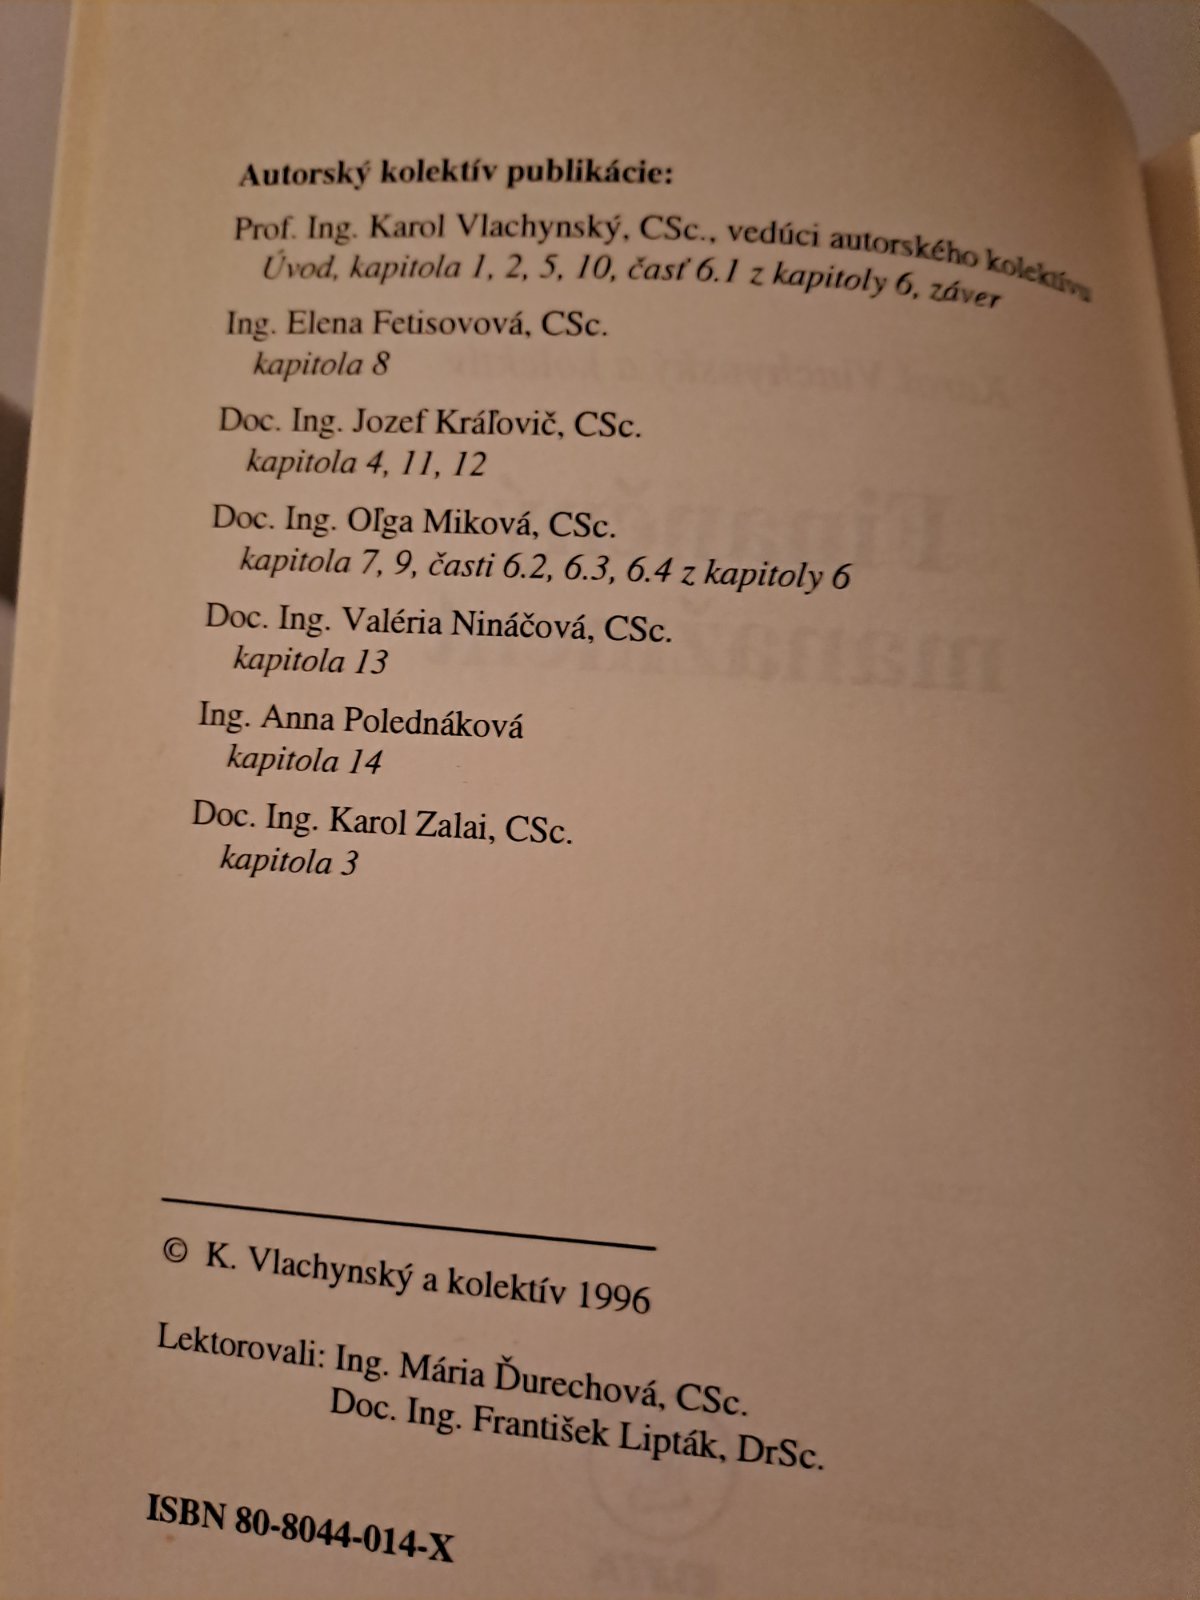 Autorský kolektív publikácie:
Prof. Ing. Karol Vlachynský, CSc., vedúci autorského kolektívu
Úvod, kapitola 1, 2, 5, 10, časť 6.1 z kapitoly 6, záver
Ing. Elena Fetisovová, CSc.
kapitola 8
Doc. Ing. Jozef Kráľovič, CSc.
kapitola 4, 11, 12
Doc. Ing. Oľga Miková, CSc.
kapitola 7, 9, časti 6.2, 6.3, 6.4 z kapitoly 6
Doc. Ing. Valéria Nináčová, CSc.
kapitola 13
Ing. Anna Polednáková
kapitola 14
Doc. Ing. Karol Zalai, CSc.
kapitola 3
© K. Vlachynský a kolektív 1996
Lektorovali: Ing. Mária Ďurechová, CSc.
Doc. Ing. František Lipták, DrSc.
ISBN 80-8044-014-X